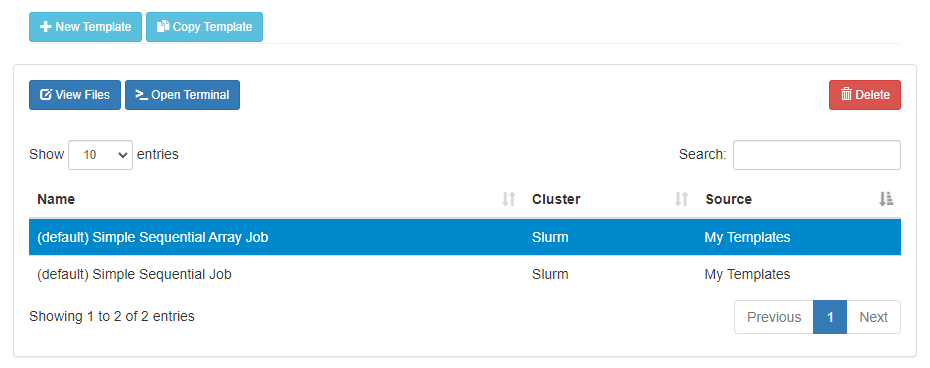 New Template Copy Template
View Files Open Terminal Delete
Show 10 entries Search:
Name Cluster Source
(default) Simple Sequential Array Job Slurm My Templates
(default) Simple Sequential Job Slurm My Templates
Showing 1 to 2 of 2 entries Previous 1 Next